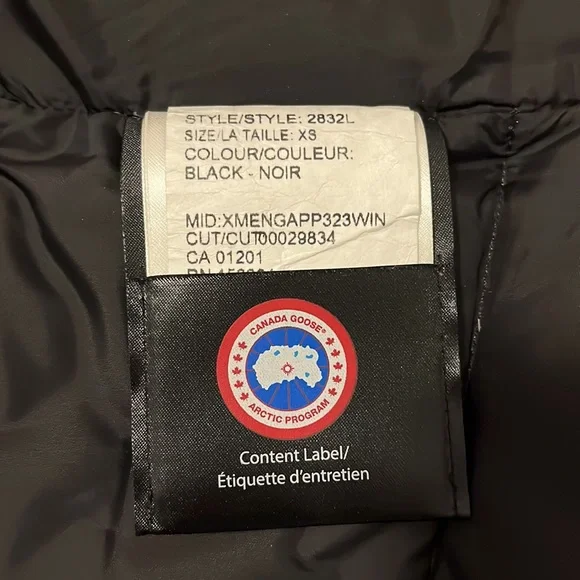 STYLE/STYLE: 2832L
SIZE/LA TAILLE: XS
COLOUR/COULEUR:
BLACK - NOIR
MID:XMENGAPP323WIN
CUT/CUT00029834
CA 01201
CANADA GOOSE®
ARCTIC PROGRAM
Content Label/
Étiquette d'entretien